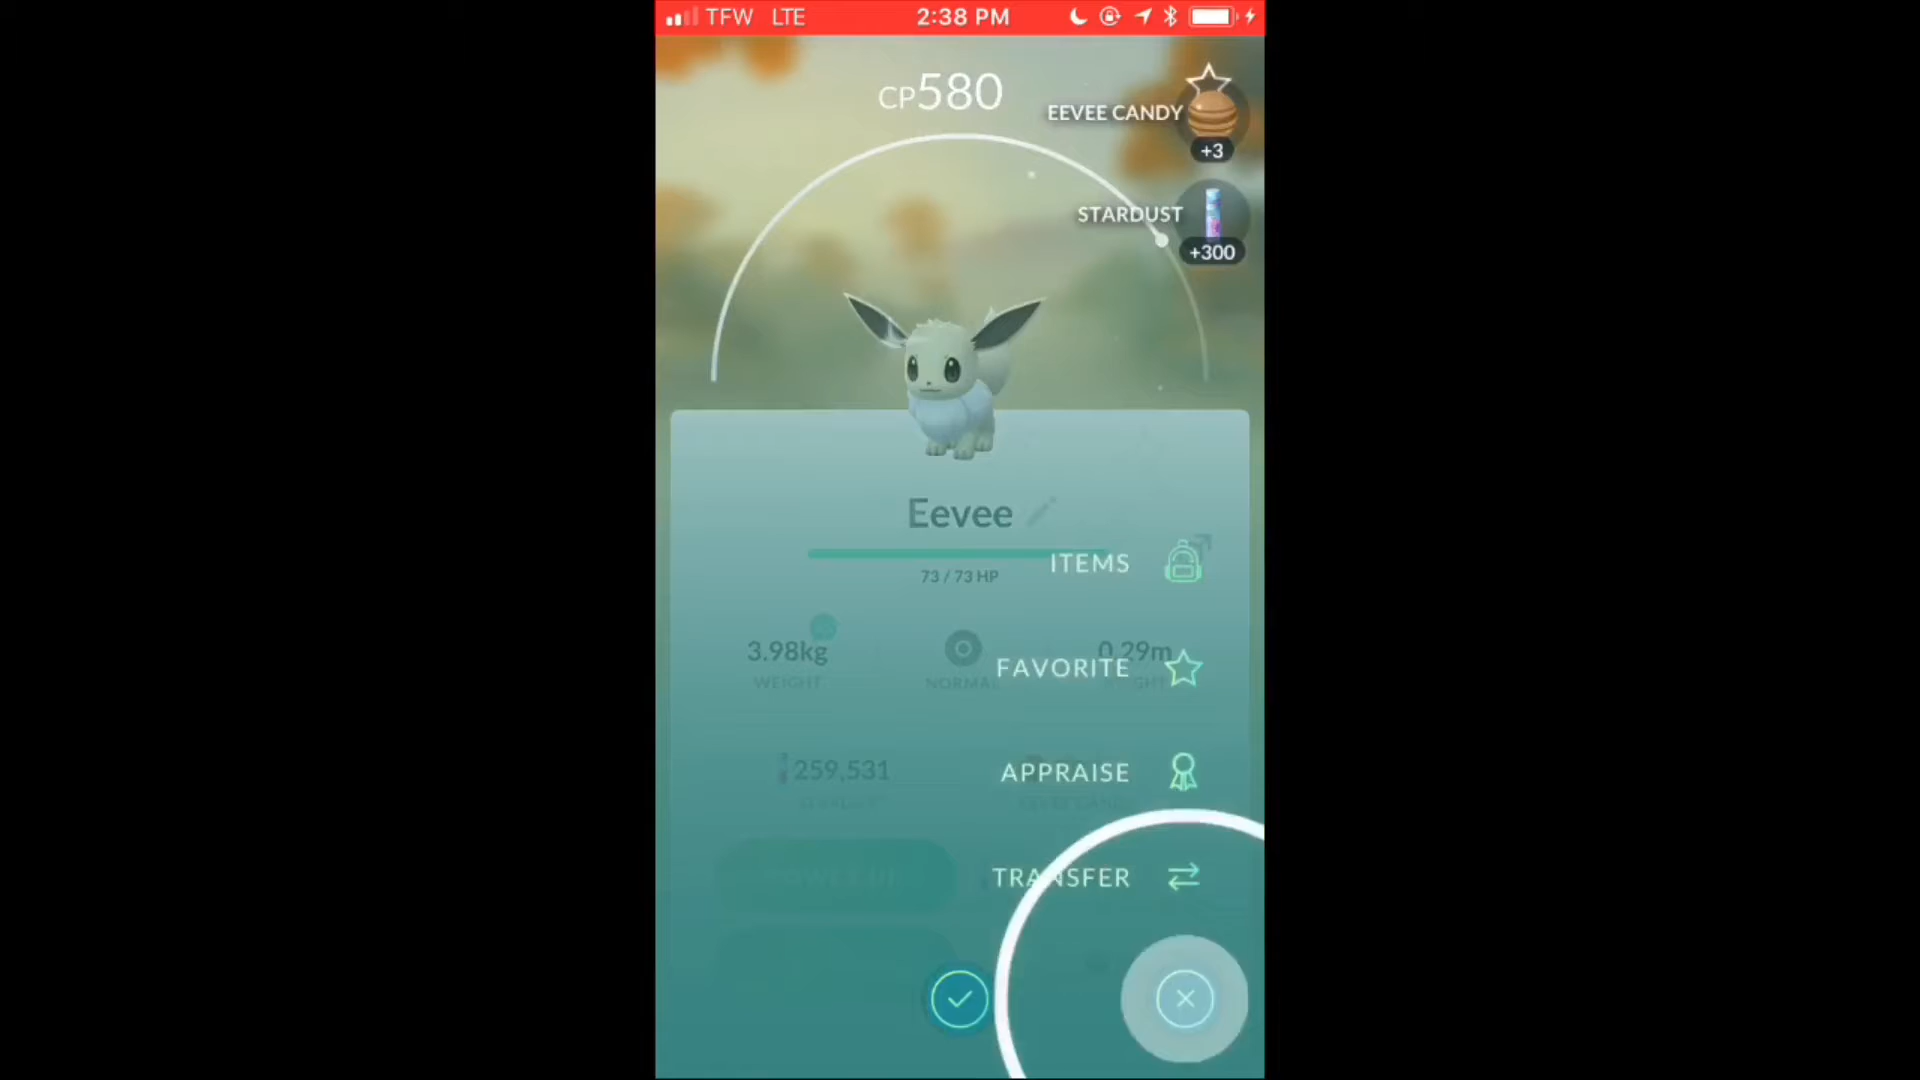 TFW LTE 2:38 PM
CP580
EEVEE CANDY
+3
STARDUST
+300
Eevee
73 / 73 HP
ITEMS
3.98kg
0.29m
WEIGHT
FAVORITE
259,531
APPRAISE
TRANSFER